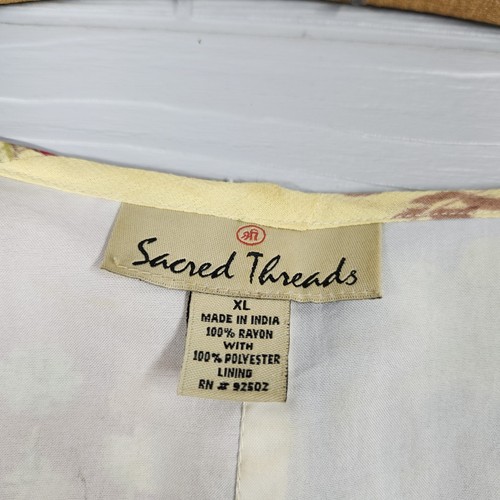 Sacred Threads
XL
MADE IN INDIA
100% RAYON
WITH
100% POLYESTER
LINING
RN # 92502